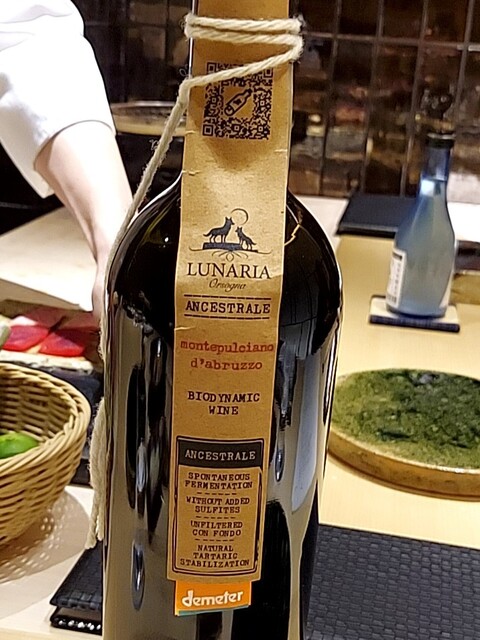 LUNARIA
Orsogna
ANCESTRALE
montepulciano
d'abruzzo
BIODYNAMIC
WINE
ANCESTRALE
SPONTANEOUS
FERMENTATION
WITHOUT ADDED
SULFITES
UNFILTERED
CON FONDO
NATURAL
TARTARIC
STABILIZATION
demeter